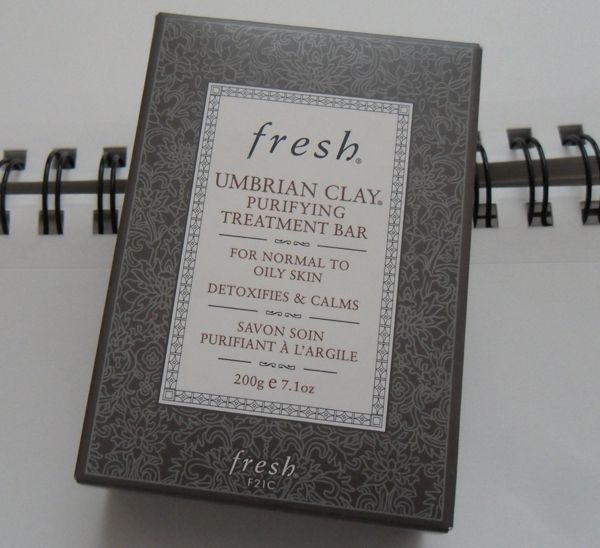 fresh®
UMBRIAN CLAY®
PURIFYING
TREATMENT BAR
FOR NORMAL TO
OILY SKIN
DETOXIFIES & CALMS
SAVON SOIN
PURIFIANT À L'ARGILE
200g e 7.1oz
fresh®
F21C